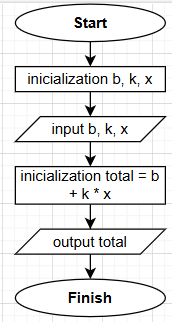 Start
inicialization b, k, x
input b, k, x
inicialization total = b
+ k * x
output total
Finish